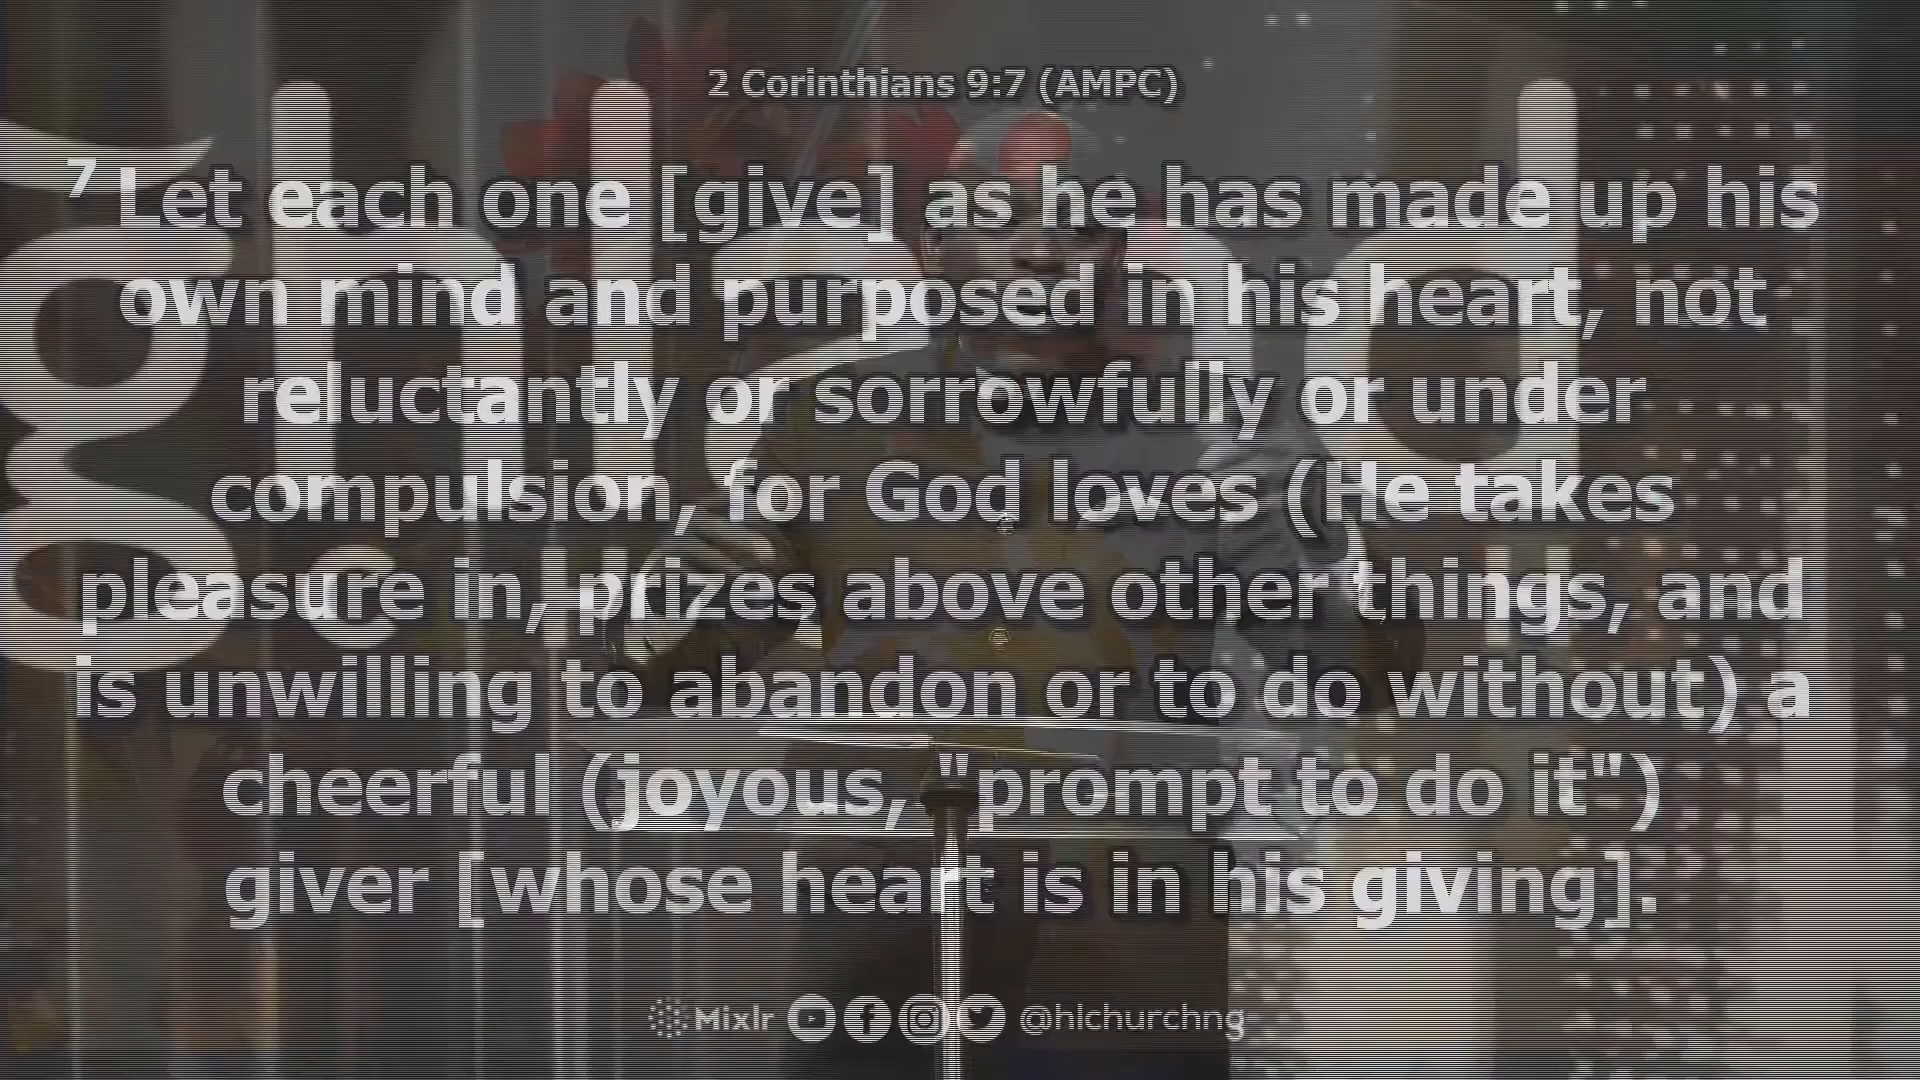 2 Corinthians 9:7 (AMPC)
7 Let each one [give] as he has made up his
own mind and purposed in his heart, not
reluctantly or sorrowfully or under
compulsion, for God loves (He takes
pleasure in, prizes above other things, and
is unwilling to abandon or to do without) a
cheerful (joyous, "prompt to do it")
giver [whose heart is in his giving].
Mixlr @hlchurchng